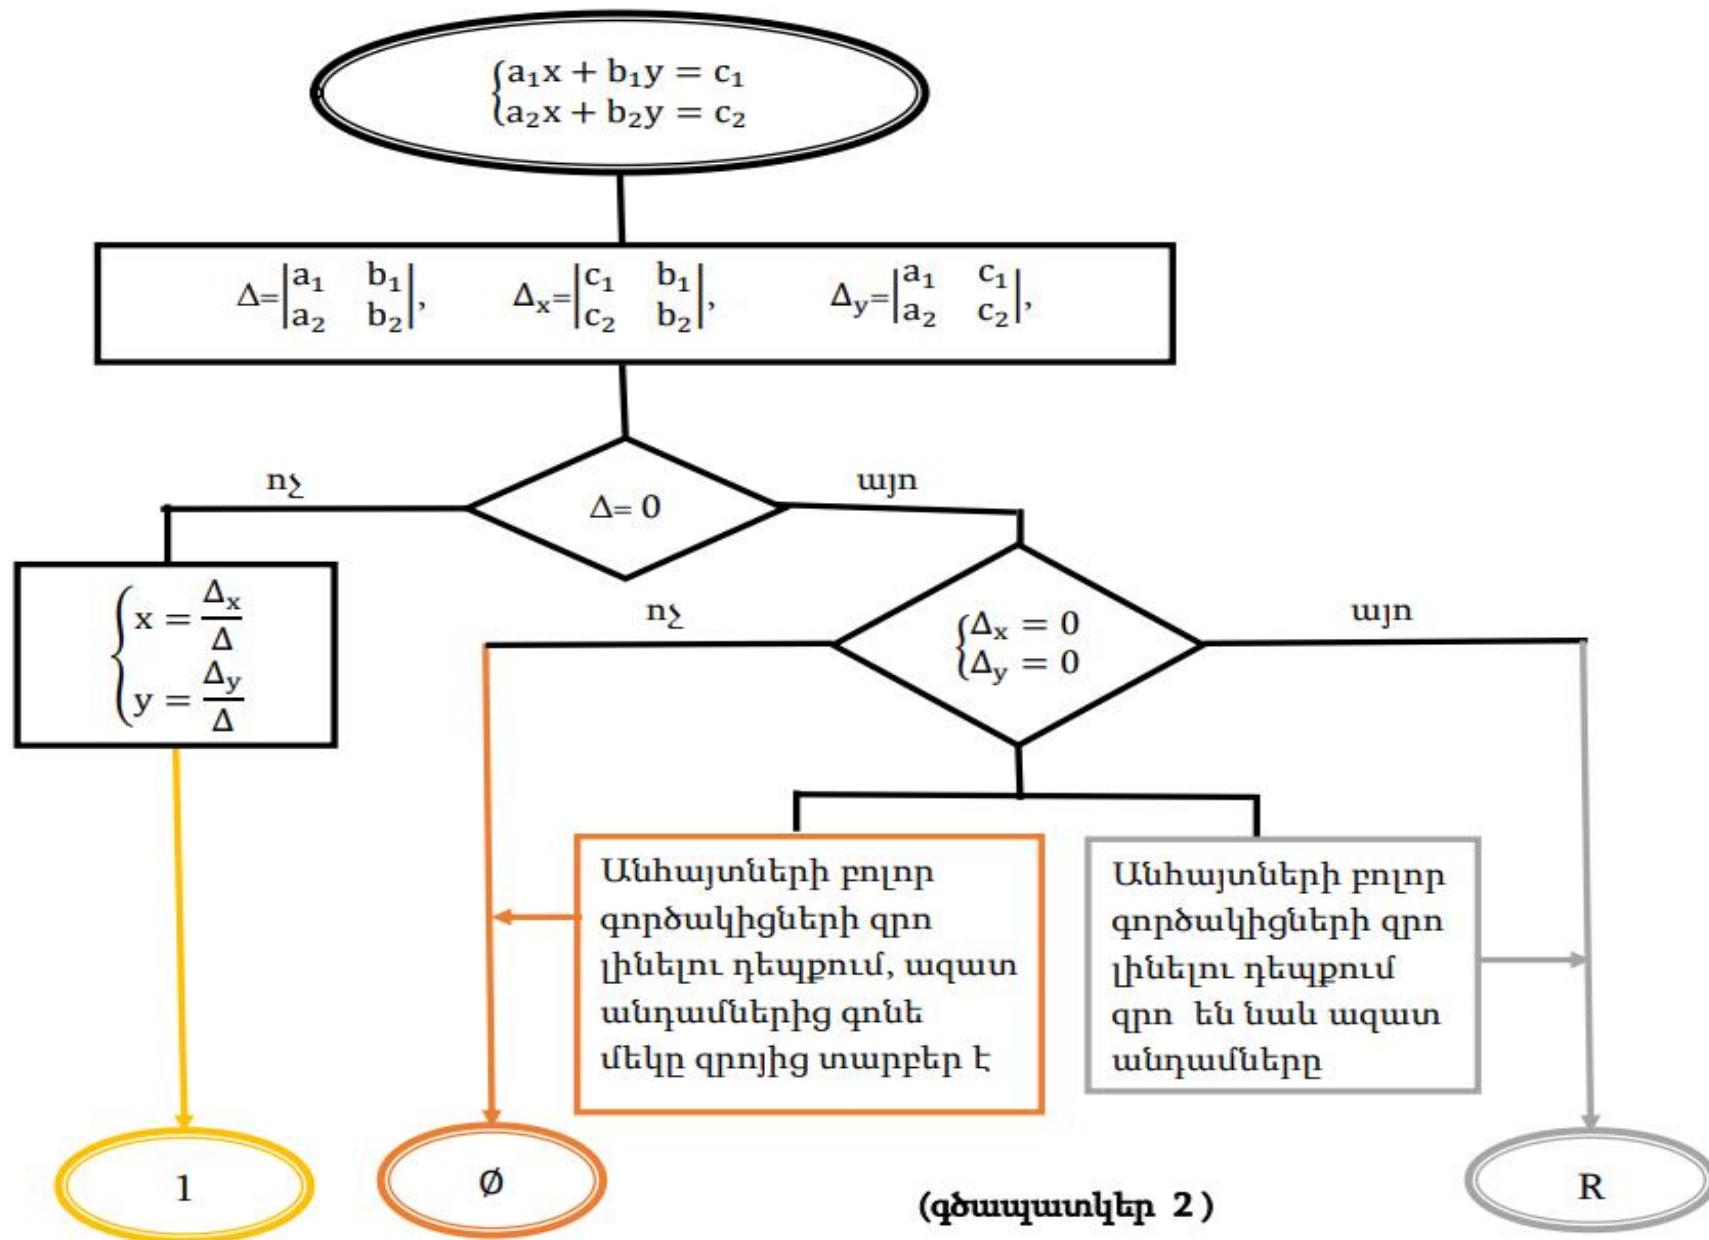 {a₁x + b₁y = c₁
a₂x + b₂y = c₂
Δ=|a₁ b₁|, Δₓ=|c₁ b₁|, Δᵧ=|a₁ c₁|,
|a₂ b₂| |c₂ b₂| |a₂ c₂|
ոչ
Δ= 0
այո
{x = Δₓ/Δ
y = Δᵧ/Δ
ոչ
{Δₓ = 0
Δᵧ = 0
այո
Անհայտների բոլոր
գործակիցների զրո
լինելու դեպքում, ազատ
անդամներից գոնե
մեկը զրոյից տարբեր է
Անհայտների բոլոր
գործակիցների զրո
լինելու դեպքում
զրո են նաև ազատ
անդամները
1
Ø
R
(գծապատկեր 2)